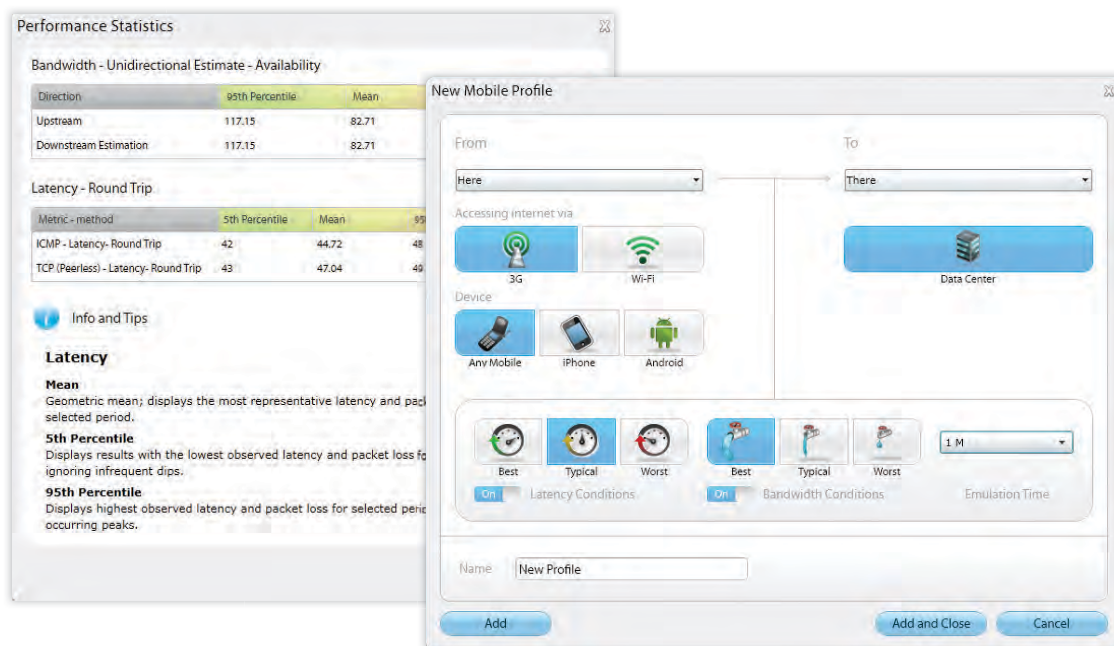 Performance Statistics
Bandwidth - Unidirectional Estimate - Availability
Direction 95th Percentile Mean
Upstream 117.15 82.71
Downstream Estimation 117.15 82.71
Latency - Round Trip
Metric - method 5th Percentile Mean 95
ICMP - Latency- Round Trip 42 44.72 48
TCP (Peerless) - Latency- Round Trip 43 47.04 49
Info and Tips
Latency
Mean
Geometric mean; displays the most representative latency and pac
selected period.
5th Percentile
Displays results with the lowest observed latency and packet loss fo
ignoring infrequent dips.
95th Percentile
Displays highest observed latency and packet loss for selected peri
occurring peaks.
New Mobile Profile
From
To
Here
There
Accessing internet via
3G
Wi-Fi
Data Center
Device
Any Mobile
iPhone
Android
Best
Typical
Worst
Best
Typical
Worst
1 M
On
Latency Conditions
On
Bandwidth Conditions
Emulation Time
Name
New Profile
Add
Add and Close
Cancel